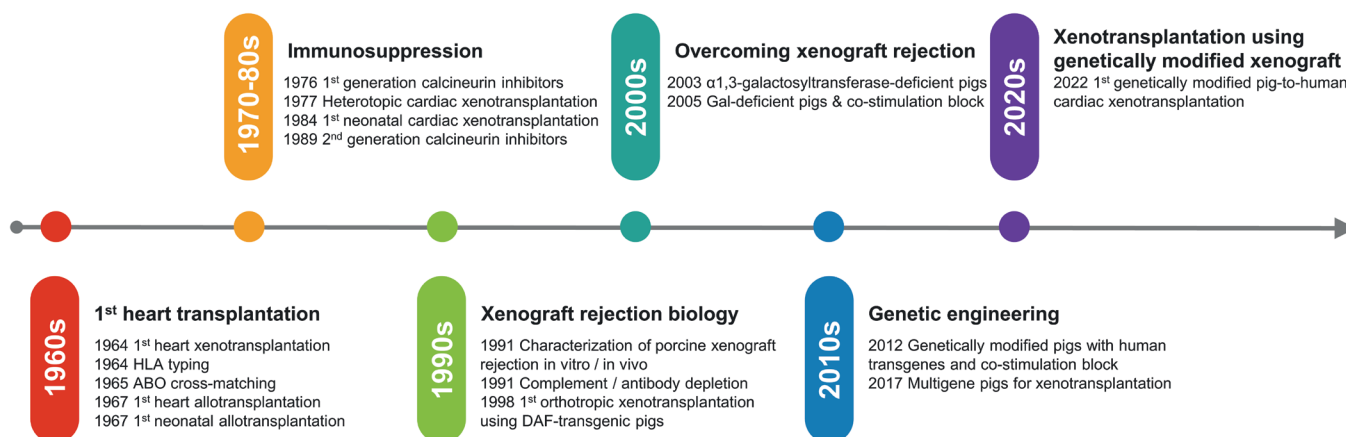 1970-80s
Immunosuppression
1976 1st generation calcineurin inhibitors
1977 Heterotopic cardiac xenotransplantation
1984 1st neonatal cardiac xenotransplantation
1989 2nd generation calcineurin inhibitors
2000s
Overcoming xenograft rejection
2003 α1,3-galactosyltransferase-deficient pigs
2005 Gal-deficient pigs & co-stimulation block
2020s
Xenotransplantation using
genetically modified xenograft
2022 1st genetically modified pig-to-human
cardiac xenotransplantation
1960s
1st heart transplantation
1964 1st heart xenotransplantation
1964 HLA typing
1965 ABO cross-matching
1967 1st heart allotransplantation
1967 1st neonatal allotransplantation
1990s
Xenograft rejection biology
1991 Characterization of porcine xenograft
rejection in vitro / in vivo
1991 Complement / antibody depletion
1998 1st orthotropic xenotransplantation
using DAF-transgenic pigs
2010s
Genetic engineering
2012 Genetically modified pigs with human
transgenes and co-stimulation block
2017 Multigene pigs for xenotransplantation